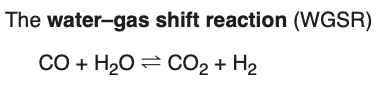 The water–gas shift reaction (WGSR)
CO + H₂O ⇌ CO₂ + H₂